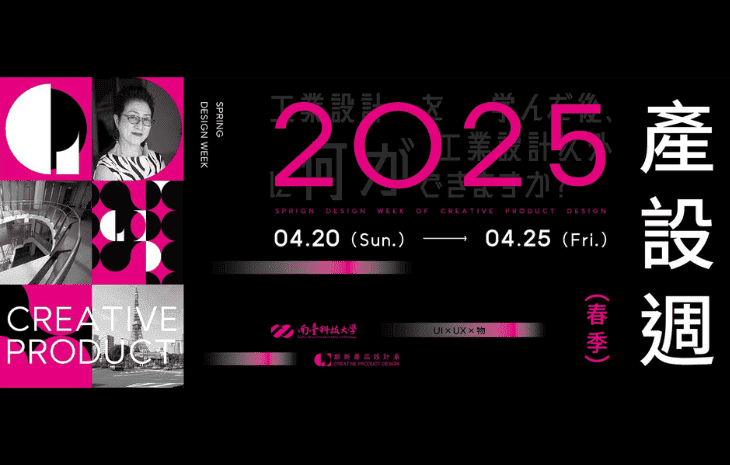 SPRING
DESIGN WEEK
工業設計を学んだ後、
工業設計以外
に何ができますか?
2025
SPRIGN DESIGN WEEK OF CREATIVE PRODUCT DESIGN
04.20 (Sun.) 04.25 (Fri.)
產設週
(春季)
CREATIVE
PRODUCT
南臺科技大學
UI×UX×物
創新產品設計系
CREATIVE PRODUCT DESIGN